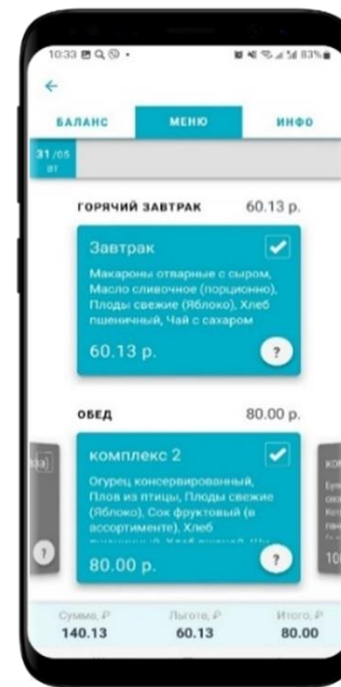 10:33
83%
БАЛАНС МЕНЮ ИНФО
31/05
ВТ
ГОРЯЧИЙ ЗАВТРАК 60.13 р.
Завтрак
Макароны отварные с сыром,
Масло сливочное (порционно),
Плоды свежие (Яблоко), Хлеб
пшеничный, Чай с сахаром
60.13 р.
?
ОБЕД 80.00 р.
комплекс 2
Огурец консервированный,
Плов из птицы, Плоды свежие
(Яблоко), Сок фруктовый (в
ассортименте), Хлеб
80.00 р.
?
?
Сумма, ₽ Льгота, ₽ Итого, ₽
140.13 60.13 80.00